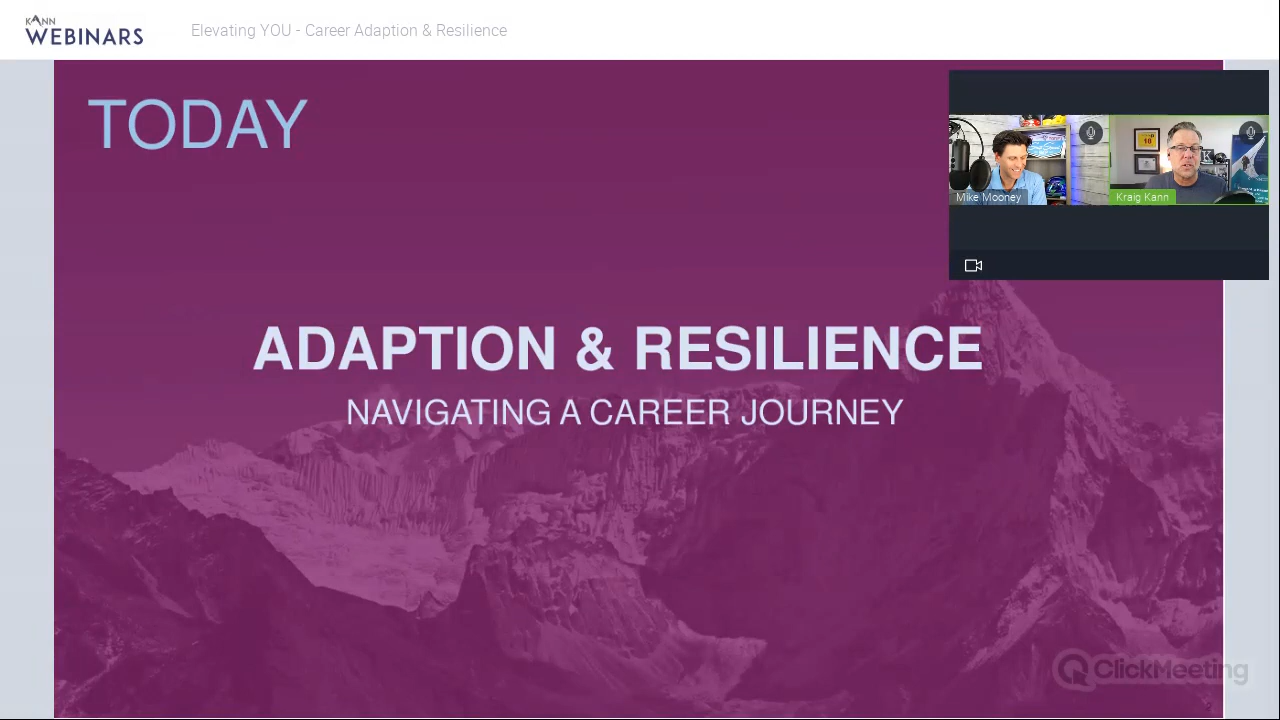 KANN
WEBINARS
Elevating YOU - Career Adaption & Resilience
TODAY
Mike Mooney
Kraig Kann
ADAPTION & RESILIENCE
NAVIGATING A CAREER JOURNEY
ClickMeeting